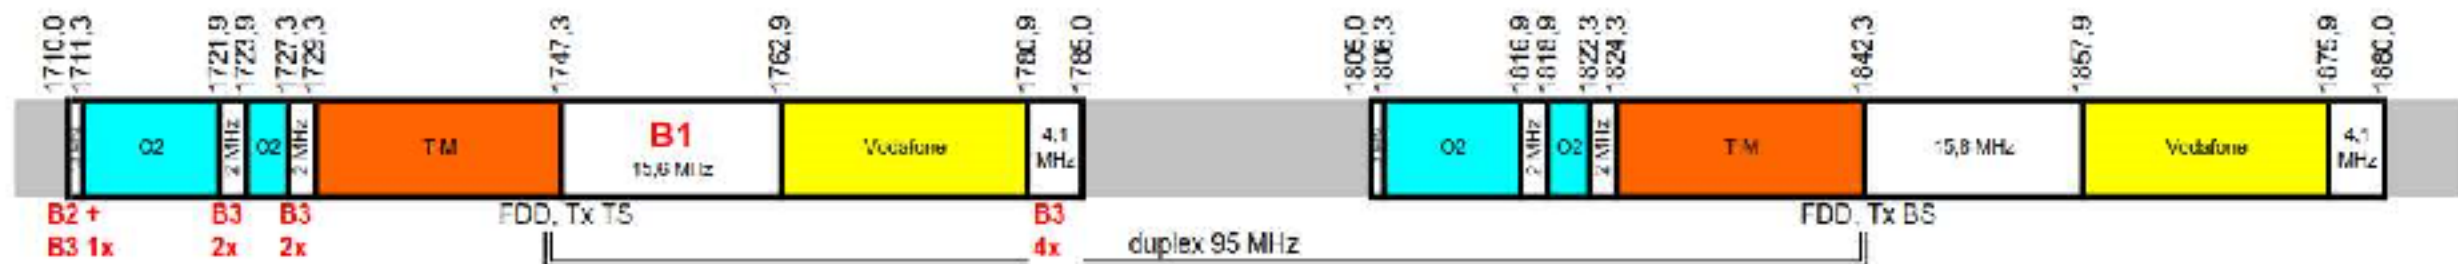 1710,0 1711,3 1721,9 1723,9 1727,3 1729,3 1747,3 1762,9 1780,9 1785,0 1805,0 1806,3 1816,9 1818,9 1822,3 1824,3 1842,3 1857,9 1875,9 1880,0
O2 2 MHz O2 2 MHz T-M B1 Vodafone 4,1 O2 2 MHz O2 2 MHz T-M 15,6 MHz Vodafone 4,1
15,6 MHz MHz MHz
B2 + B3 B3 FDD, Tx TS B3 FDD, Tx BS
B3 1x 2x 2x 4x duplex 95 MHz